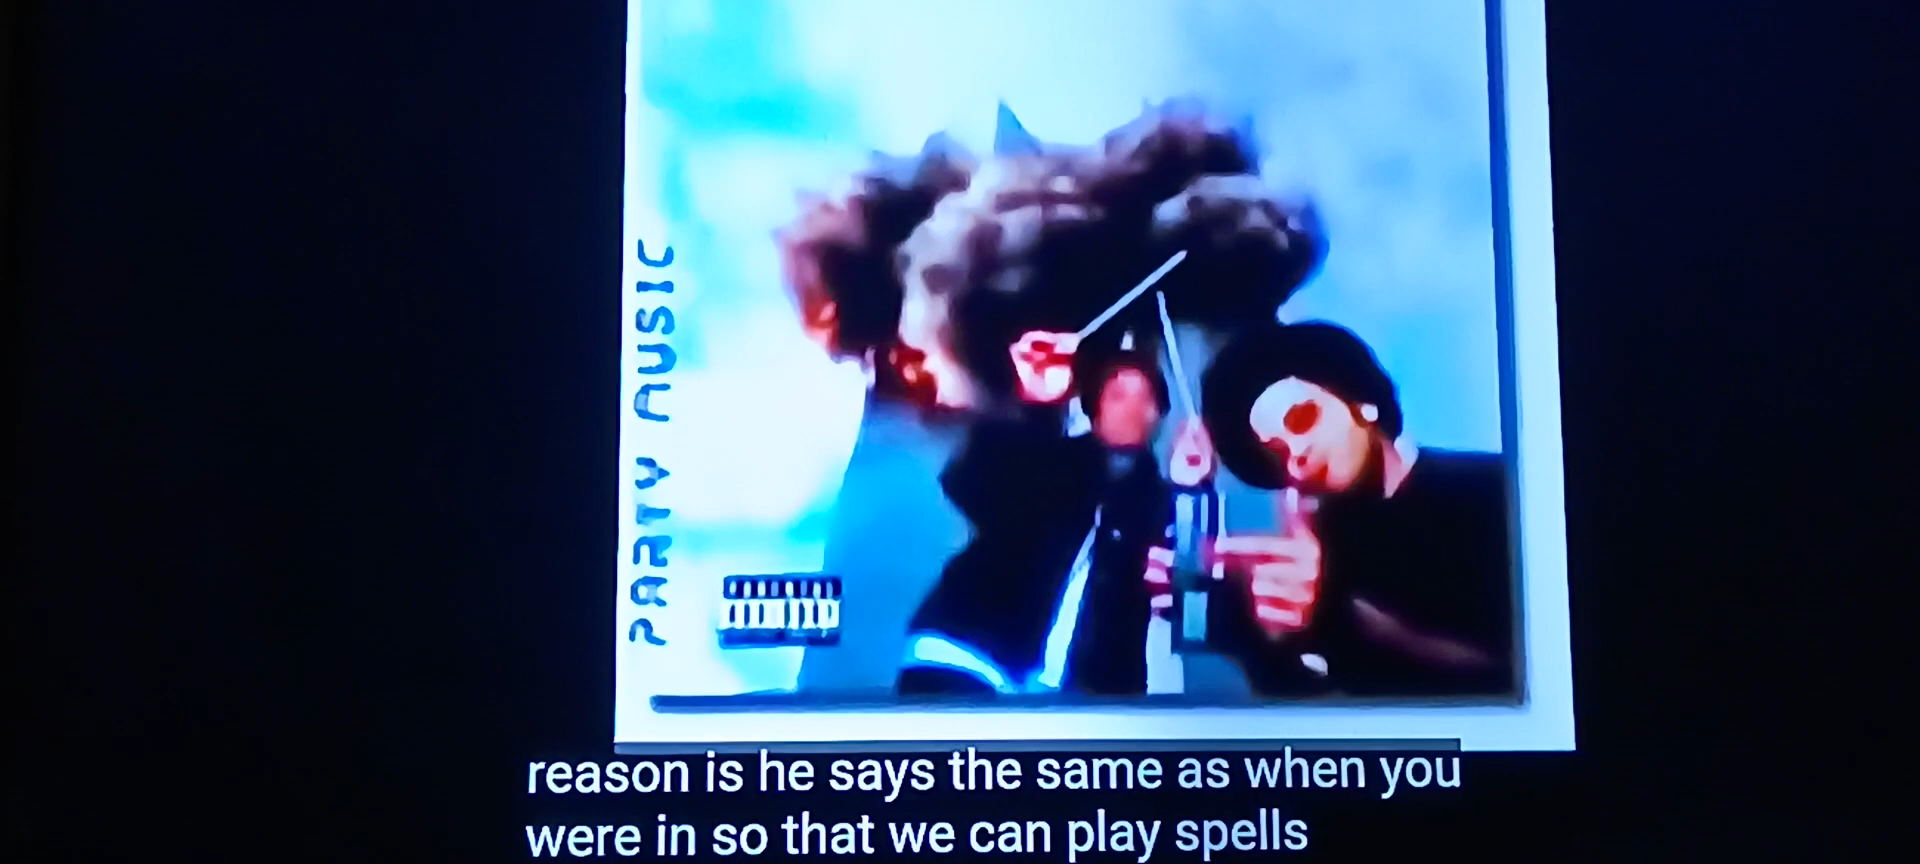 PARTY MUSIC
reason is he says the same as when you
were in so that we can play spells